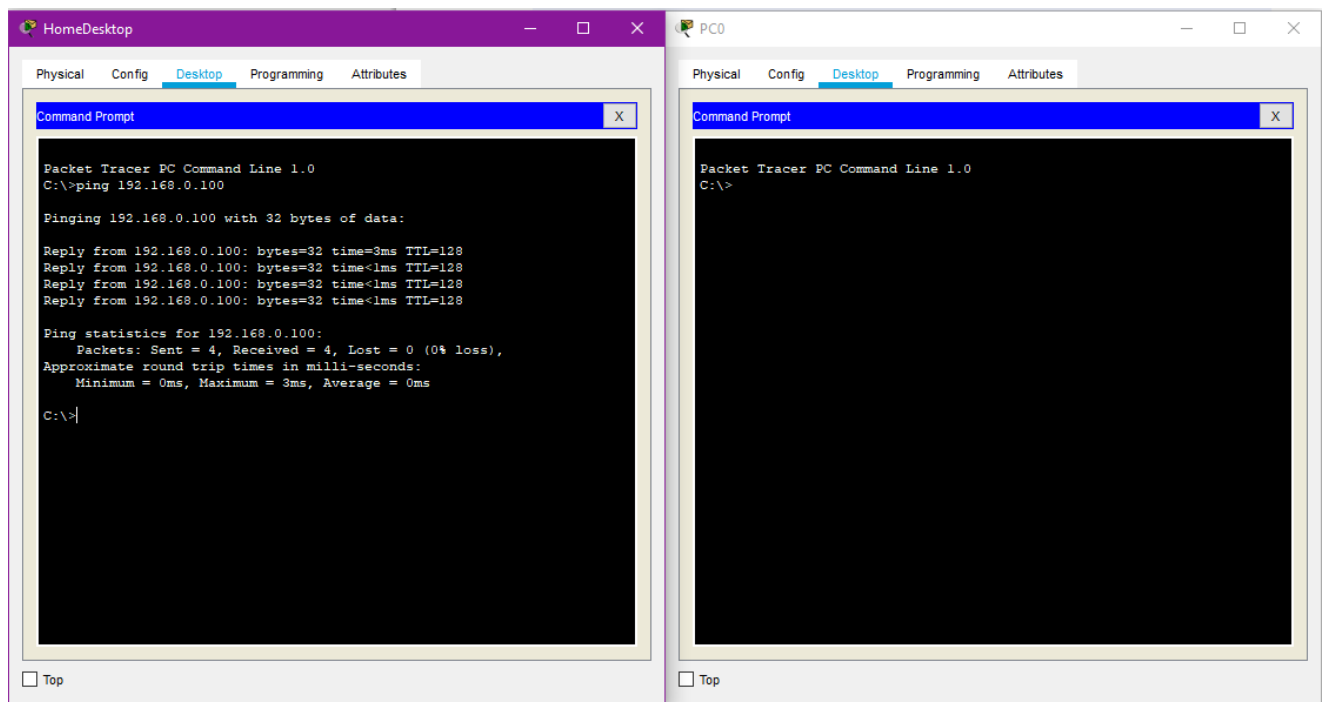 HomeDesktop
Physical Config Desktop Programming Attributes
Command Prompt X
Packet Tracer PC Command Line 1.0
C:\>ping 192.168.0.100
Pinging 192.168.0.100 with 32 bytes of data:
Reply from 192.168.0.100: bytes=32 time=3ms TTL=128
Reply from 192.168.0.100: bytes=32 time<1ms TTL=128
Reply from 192.168.0.100: bytes=32 time<1ms TTL=128
Reply from 192.168.0.100: bytes=32 time<1ms TTL=128
Ping statistics for 192.168.0.100:
Packets: Sent = 4, Received = 4, Lost = 0 (0% loss),
Approximate round trip times in milli-seconds:
Minimum = 0ms, Maximum = 3ms, Average = 0ms
C:\>
Top
PC0
Physical Config Desktop Programming Attributes
Command Prompt X
Packet Tracer PC Command Line 1.0
C:\>
Top